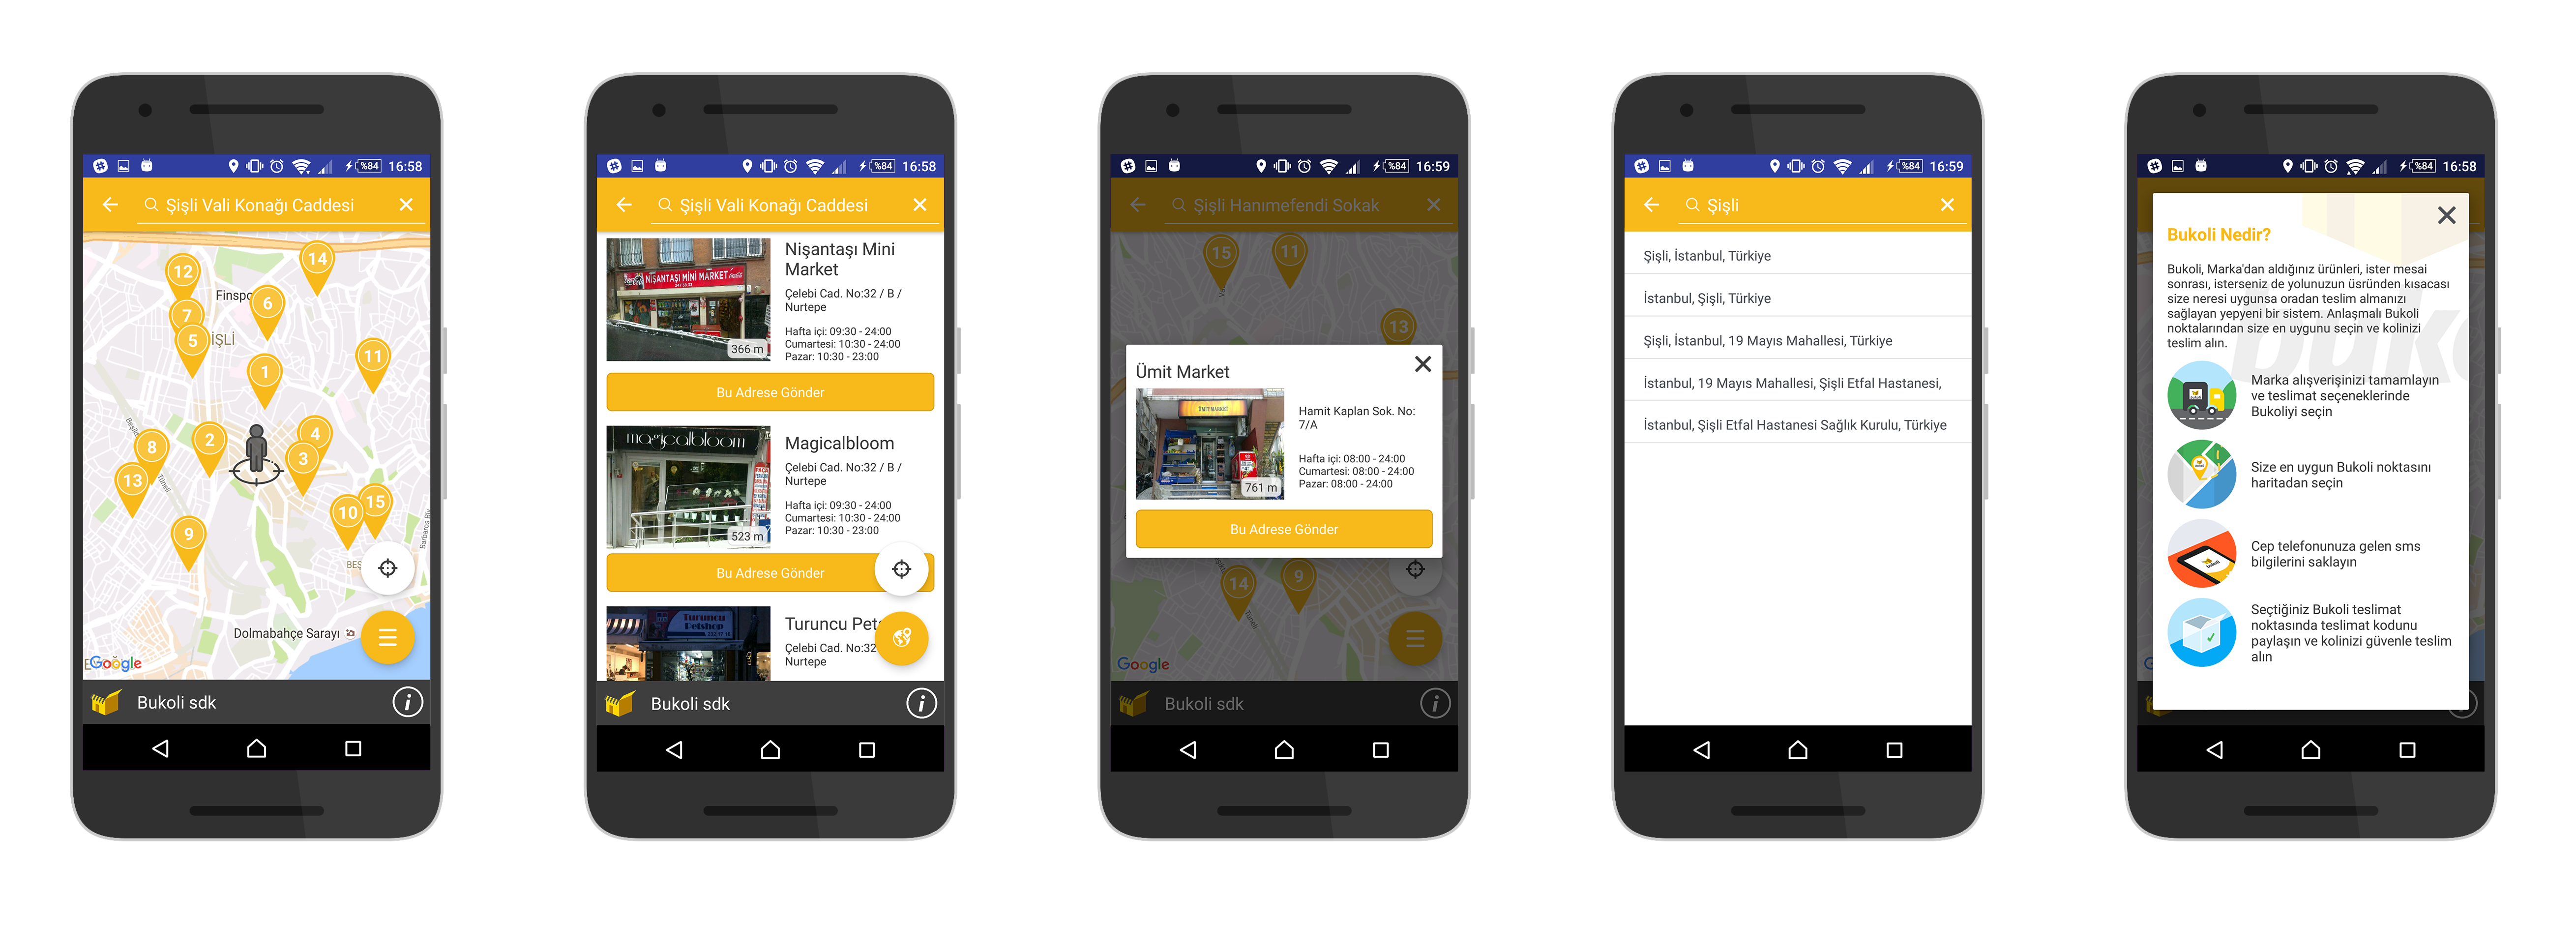 %84 16:58
Şişli Vali Konağı Caddesi
12
14
Finspo
6
7
5
İŞLİ
11
1
4
2
8
3
13
Tüneli
15
10
9
Barbaros Blv
BEŞ
Dolmabahçe Sarayı
Google
Bukoli sdk
i
%84 16:58
Şişli Vali Konağı Caddesi
NİŞANTAŞI MİNİ MARKET
366 m
Nişantaşı Mini
Market
Çelebi Cad. No:32 / B /
Nurtepe
Hafta içi: 09:30 - 24:00
Cumartesi: 10:30 - 24:00
Pazar: 10:30 - 23:00
Bu Adrese Gönder
magicalbloom
523 m
Magicalbloom
Çelebi Cad. No:32 / B /
Nurtepe
Hafta içi: 09:30 - 24:00
Cumartesi: 10:30 - 24:00
Pazar: 10:30 - 23:00
Bu Adrese Gönder
Turuncu
Petshop
Turuncu Pets
Çelebi Cad. No:32
Nurtepe
Bukoli sdk
i
%84 16:59
Şişli Hanımefendi Sokak
15
11
13
Ümit Market
ÜMİT MARKET
761 m
Hamit Kaplan Sok. No:
7/A
Hafta içi: 08:00 - 24:00
Cumartesi: 08:00 - 24:00
Pazar: 08:00 - 24:00
Bu Adrese Gönder
14
9
Tüneli
Google
Bukoli sdk
i
%84 16:59
Şişli
Şişli, İstanbul, Türkiye
İstanbul, Şişli, Türkiye
Şişli, İstanbul, 19 Mayıs Mahallesi, Türkiye
İstanbul, 19 Mayıs Mahallesi, Şişli Etfal Hastanesi,
İstanbul, Şişli Etfal Hastanesi Sağlık Kurulu, Türkiye
%84 16:58
Bukoli Nedir?
Bukoli, Marka'dan aldığınız ürünleri, ister mesai
sonrası, isterseniz de yolunuzun üsründen kısacası
size neresi uygunsa oradan teslim almanızı
sağlayan yepyeni bir sistem. Anlaşmalı Bukoli
noktalarından size en uygunu seçin ve kolinizi
teslim alın.
Marka alışverişinizi tamamlayın
ve teslimat seçeneklerinde
Bukoliyi seçin
Size en uygun Bukoli noktasını
haritadan seçin
Cep telefonunuza gelen sms
bilgilerini saklayın
Seçtiğiniz Bukoli teslimat
noktasında teslimat kodunu
paylaşın ve kolinizi güvenle teslim
alın